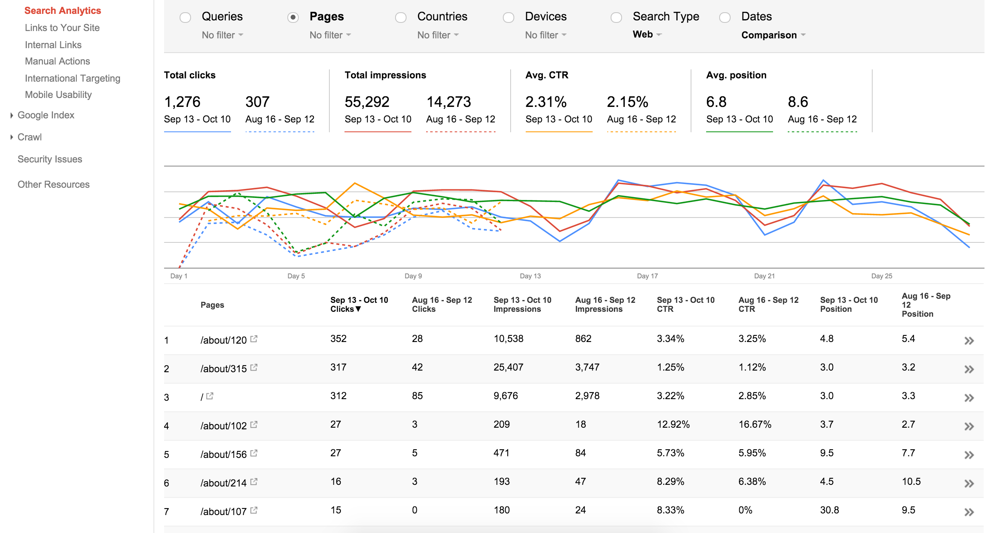 Search Analytics
Links to Your Site
Internal Links
Manual Actions
International Targeting
Mobile Usability
Google Index
Crawl
Security Issues
Other Resources
Queries Pages Countries Devices Search Type Dates
No filter No filter No filter No filter Web Comparison
Total clicks Total impressions Avg. CTR Avg. position
1,276 307 55,292 14,273 2.31% 2.15% 6.8 8.6
Sep 13 - Oct 10 Aug 16 - Sep 12 Sep 13 - Oct 10 Aug 16 - Sep 12 Sep 13 - Oct 10 Aug 16 - Sep 12 Sep 13 - Oct 10 Aug 16 - Sep 12
Day 1 Day 5 Day 9 Day 13 Day 17 Day 21 Day 25
Pages
Sep 13 - Oct 10
Clicks▼
Aug 16 - Sep 12
Clicks
Sep 13 - Oct 10
Impressions
Aug 16 - Sep 12
Impressions
Sep 13 - Oct 10
CTR
Aug 16 - Sep 12
CTR
Sep 13 - Oct 10
Position
Aug 16 - Sep
12
Position
1 /about/120 352 28 10,538 862 3.34% 3.25% 4.8 5.4
2 /about/315 317 42 25,407 3,747 1.25% 1.12% 3.0 3.2
3 / 312 85 9,676 2,978 3.22% 2.85% 3.0 3.3
4 /about/102 27 3 209 18 12.92% 16.67% 3.7 2.7
5 /about/156 27 5 471 84 5.73% 5.95% 9.5 7.7
6 /about/214 16 3 193 47 8.29% 6.38% 4.5 10.5
7 /about/107 15 0 180 24 8.33% 0% 30.8 9.5